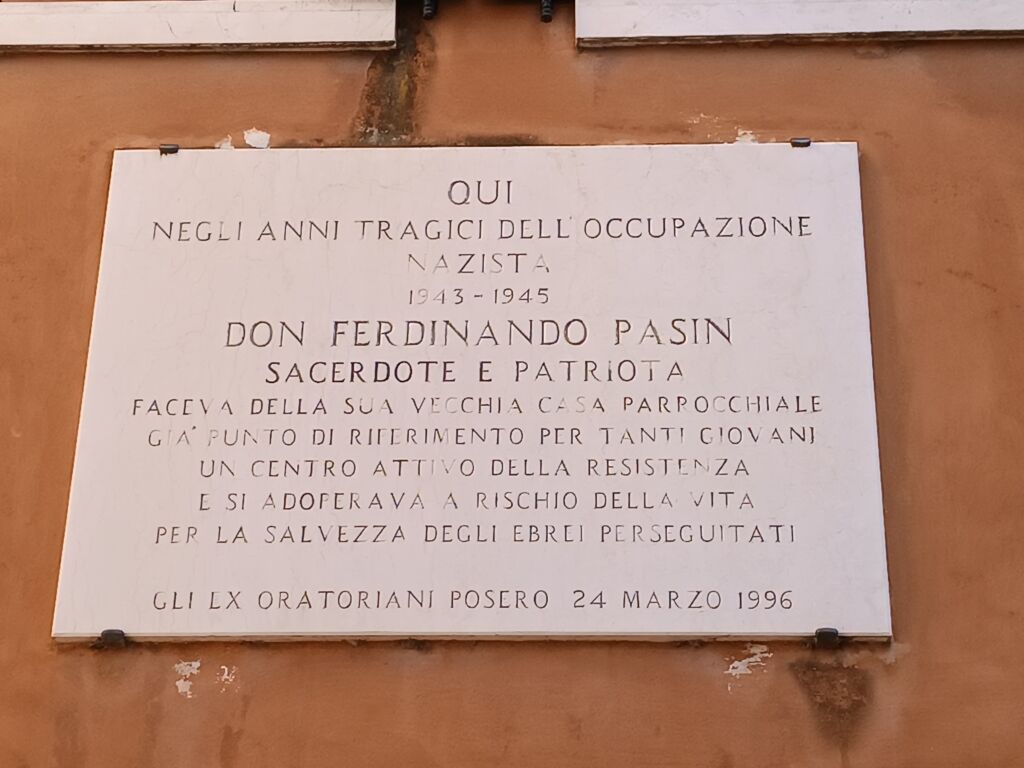 QUI
NEGLI ANNI TRAGICI DELL'OCCUPAZIONE
NAZISTA
1943 - 1945
DON FERDINANDO PASIN
SACERDOTE E PATRIOTA
FACEVA DELLA SUA VECCHIA CASA PARROCCHIALE
GIA' PUNTO DI RIFERIMENTO PER TANTI GIOVANI
UN CENTRO ATTIVO DELLA RESISTENZA
E SI ADOPERAVA A RISCHIO DELLA VITA
PER LA SALVEZZA DEGLI EBREI PERSEGUITATI
GLI EX ORATORIANI POSERO 24 MARZO 1996